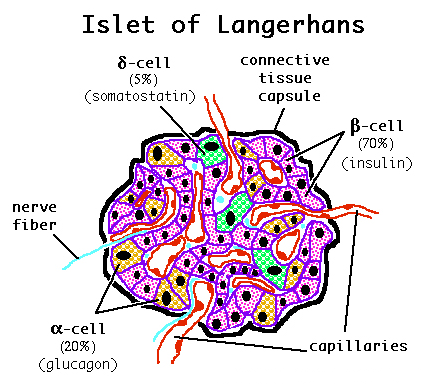 Islet of Langerhans
δ-cell
(5%)
(somatostatin)
connective
tissue
capsule
β-cell
(70%)
(insulin)
nerve
fiber
α-cell
(20%)
(glucagon)
capillaries